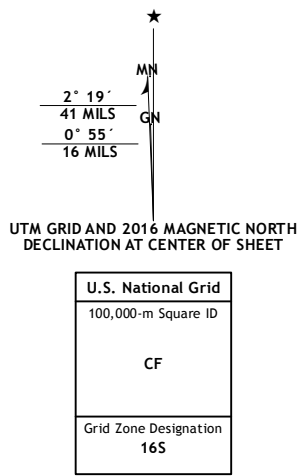 MN
2° 19´
41 MILS
GN
0° 55´
16 MILS
UTM GRID AND 2016 MAGNETIC NORTH
DECLINATION AT CENTER OF SHEET
U.S. National Grid
100,000-m Square ID
CF
Grid Zone Designation
16S